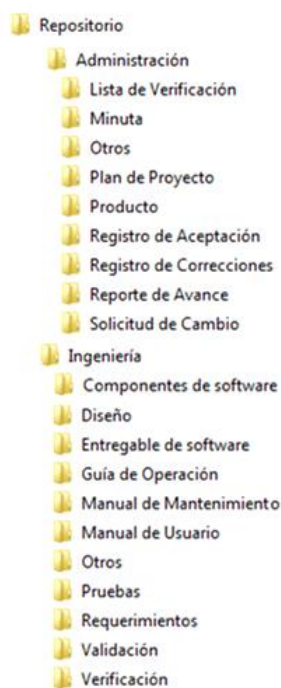 Repositorio
Administración
Lista de Verificación
Minuta
Otros
Plan de Proyecto
Producto
Registro de Aceptación
Registro de Correcciones
Reporte de Avance
Solicitud de Cambio
Ingeniería
Componentes de software
Diseño
Entregable de software
Guía de Operación
Manual de Mantenimiento
Manual de Usuario
Otros
Pruebas
Requerimientos
Validación
Verificación